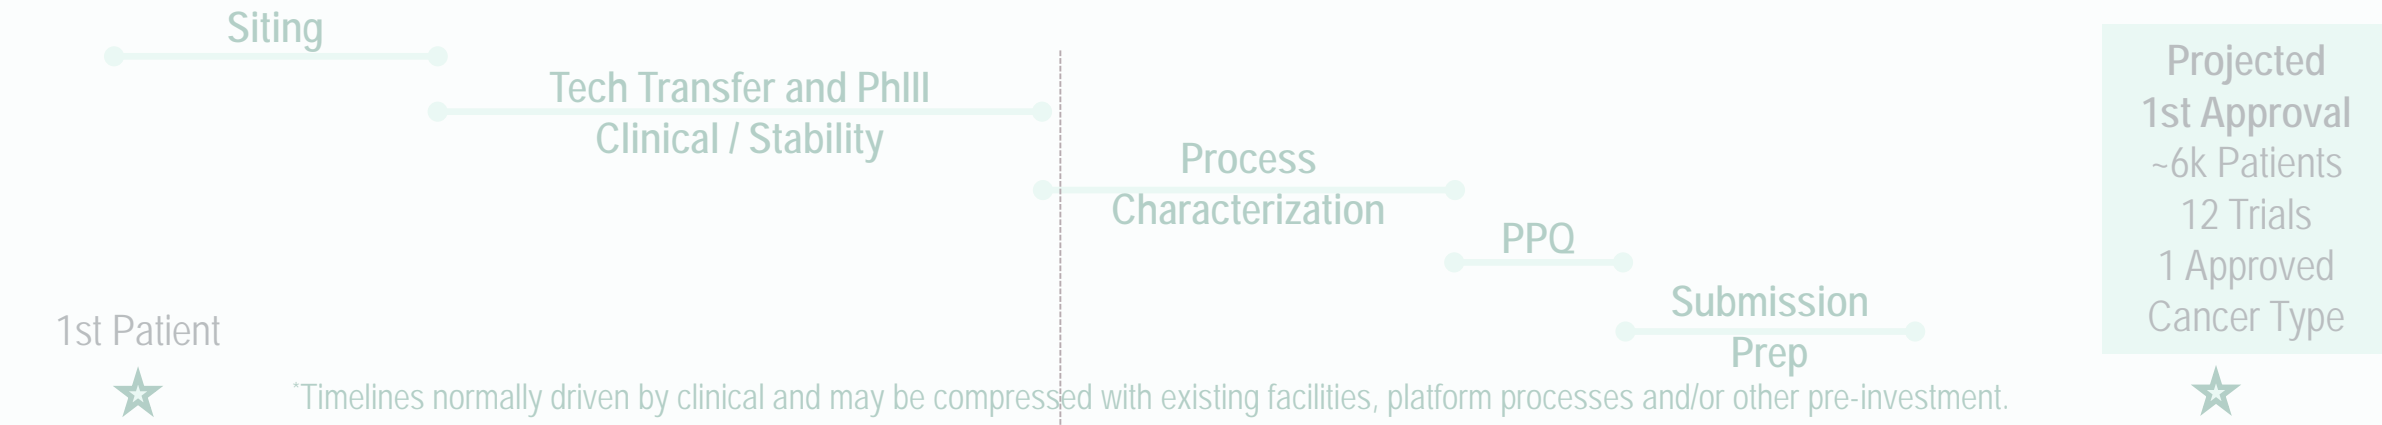 Siting
Tech Transfer and PhIII
Clinical / Stability
Process
Characterization
PPQ
Submission
Prep
Projected
1st Approval
~6k Patients
12 Trials
1 Approved
Cancer Type
1st Patient
*Timelines normally driven by clinical and may be compressed with existing facilities, platform processes and/or other pre-investment.